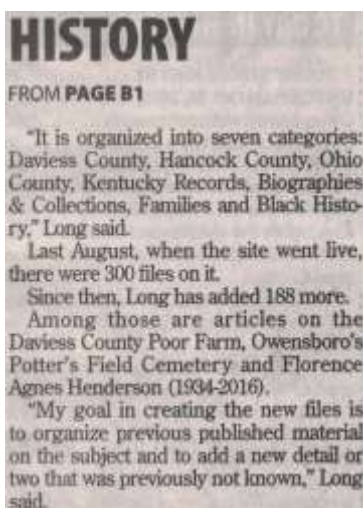 HISTORY
FROM PAGE B1
"It is organized into seven categories:
Daviess County, Hancock County, Ohio
County, Kentucky Records, Biographies
& Collections, Families and Black Histo-
ry," Long said.
Last August, when the site went live,
there were 300 files on it.
Since then, Long has added 188 more.
Among those are articles on the
Daviess County Poor Farm, Owensboro's
Potter's Field Cemetery and Florence
Agnes Henderson (1934-2016).
"My goal in creating the new files is
to organize previous published material
on the subject and to add a new detail or
two that was previously not known," Long
said.